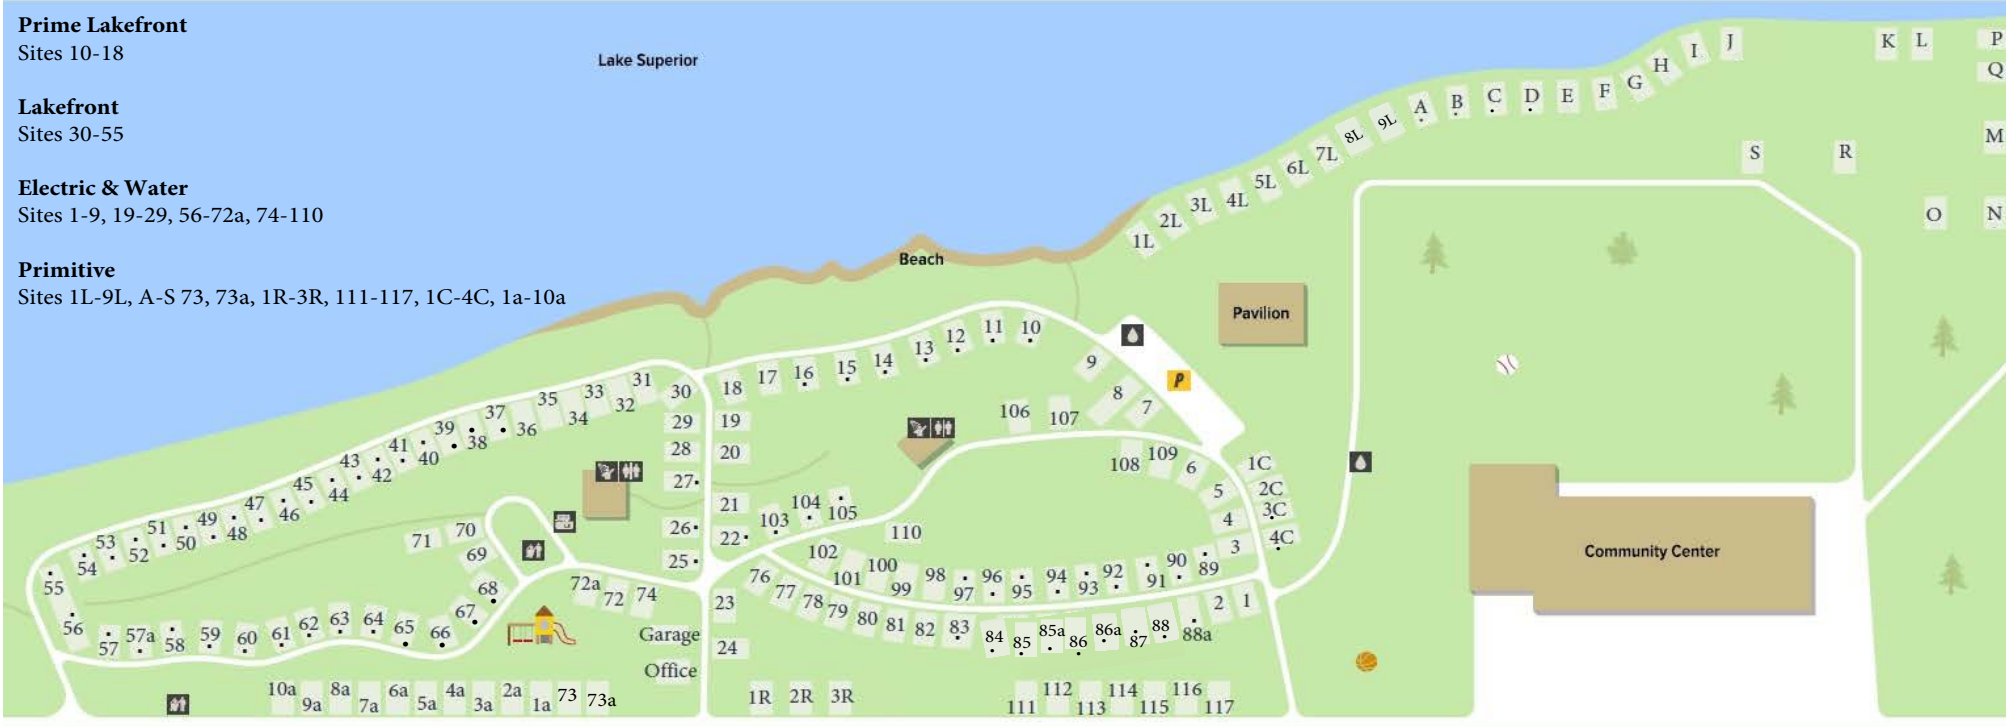 Prime Lakefront
Sites 10-18
Lakefront
Sites 30-55
Electric & Water
Sites 1-9, 19-29, 56-72a, 74-110
Primitive
Sites 1L-9L, A-S 73, 73a, 1R-3R, 111-117, 1C-4C, 1a-10a
Lake Superior
Beach
Pavilion
Community Center
P
1L 2L 3L 4L 5L 6L 7L 8L 9L A B C D E F G H I J K L P
Q
M
S R
O N
18 17 16 15 14 13 12 11 10
9
8
7
106 107
108 109 6
5
4
3
1C
2C
3C
4C
30 31 32 33 34 35 36 37 38 39 40 41 42 43 44 45 46 47 48 49 50 51 52 53 54 55
29 19
28 20
27
21
26 22
25
103 104 105
110
71 70
69
68
67
72a 72 74
23
24
Garage
Office
56 57 57a 58 59 60 61 62 63 64 65 66
102 101 100 99 98 97 96 95 94 93 92 91 90 89
76 77 78 79 80 81 82 83 84 85 85a 86 86a 87 88 88a 2 1
10a 9a 8a 7a 6a 5a 4a 3a 2a 1a 73 73a
1R 2R 3R
111 112 113 114 115 116 117